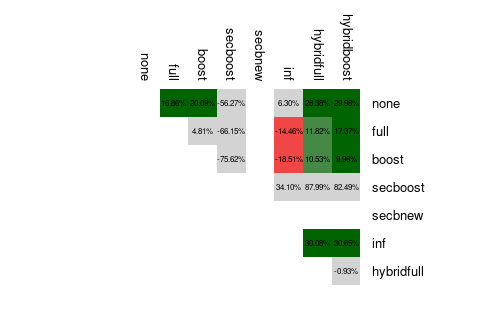 none full boost secboost secbnew inf hybridfull hybridboost
16.86% 20.09% -56.27% 6.30% 28.38% 29.98% none
4.81% -66.15% -14.46% 11.82% 17.37% full
-75.62% -18.51% 10.53% 9.96% boost
34.10% 87.99% 82.49% secboost
secbnew
30.08% 30.65% inf
-0.93% hybridfull